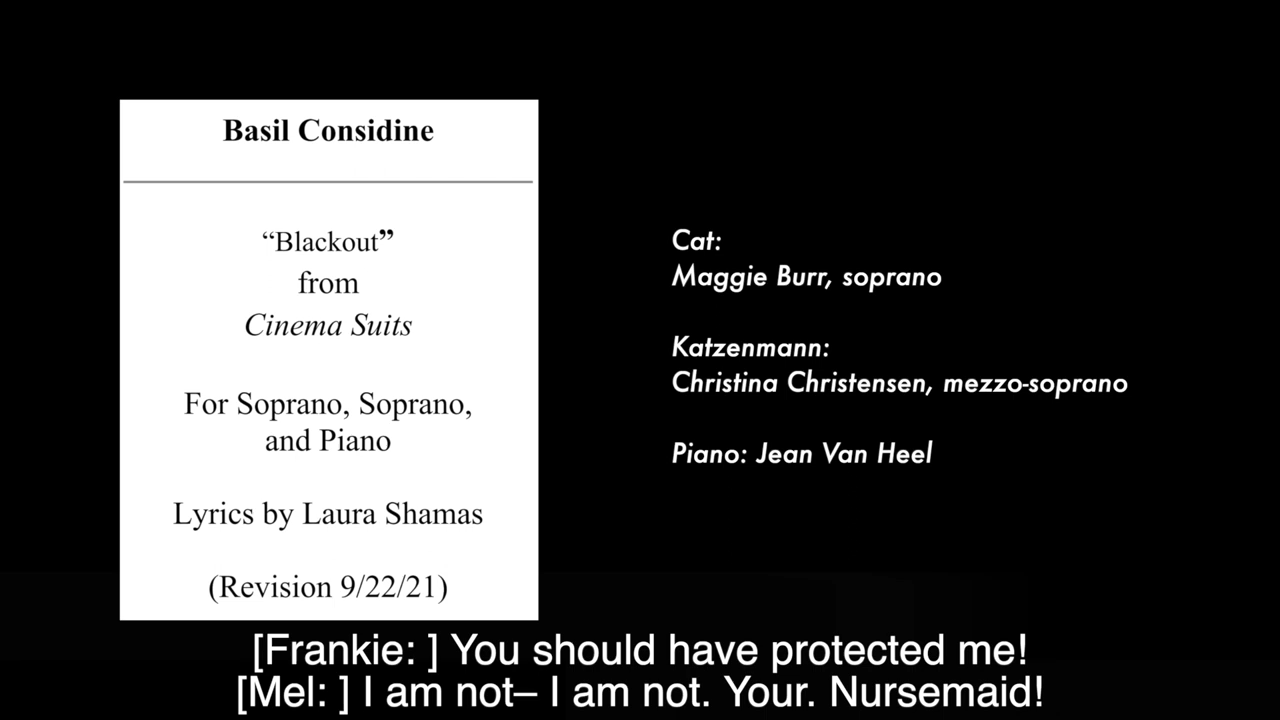 Basil Considine
“Blackout”
from
Cinema Suits
For Soprano, Soprano,
and Piano
Lyrics by Laura Shamas
(Revision 9/22/21)
Cat:
Maggie Burr, soprano
Katzenmann:
Christina Christensen, mezzo-soprano
Piano: Jean Van Heel
[Frankie: ] You should have protected me!
[Mel: ] I am not– I am not. Your. Nursemaid!